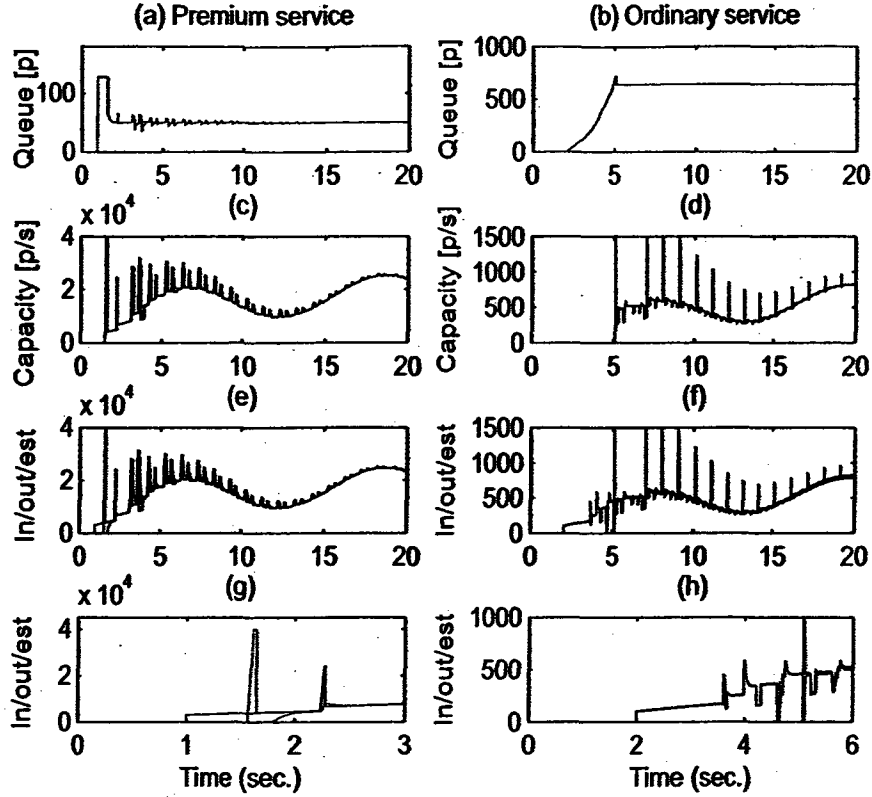 (a) Premium service (b) Ordinary service
Queue [p]
100
0
0 5 10 15 20
Queue [p]
1000
500
0
0 5 10 15 20
(c) (d)
x 10^4
Capacity [p/s]
4
2
0
0 5 10 15 20
Capacity [p/s]
1500
1000
500
0
0 5 10 15 20
(e) (f)
x 10^4
In/out/est
4
2
0
0 5 10 15 20
In/out/est
1500
1000
500
0
0 5 10 15 20
(g) (h)
x 10^4
In/out/est
4
2
0
0 1 2 3
Time (sec.)
In/out/est
1000
500
0
0 2 4 6
Time (sec.)